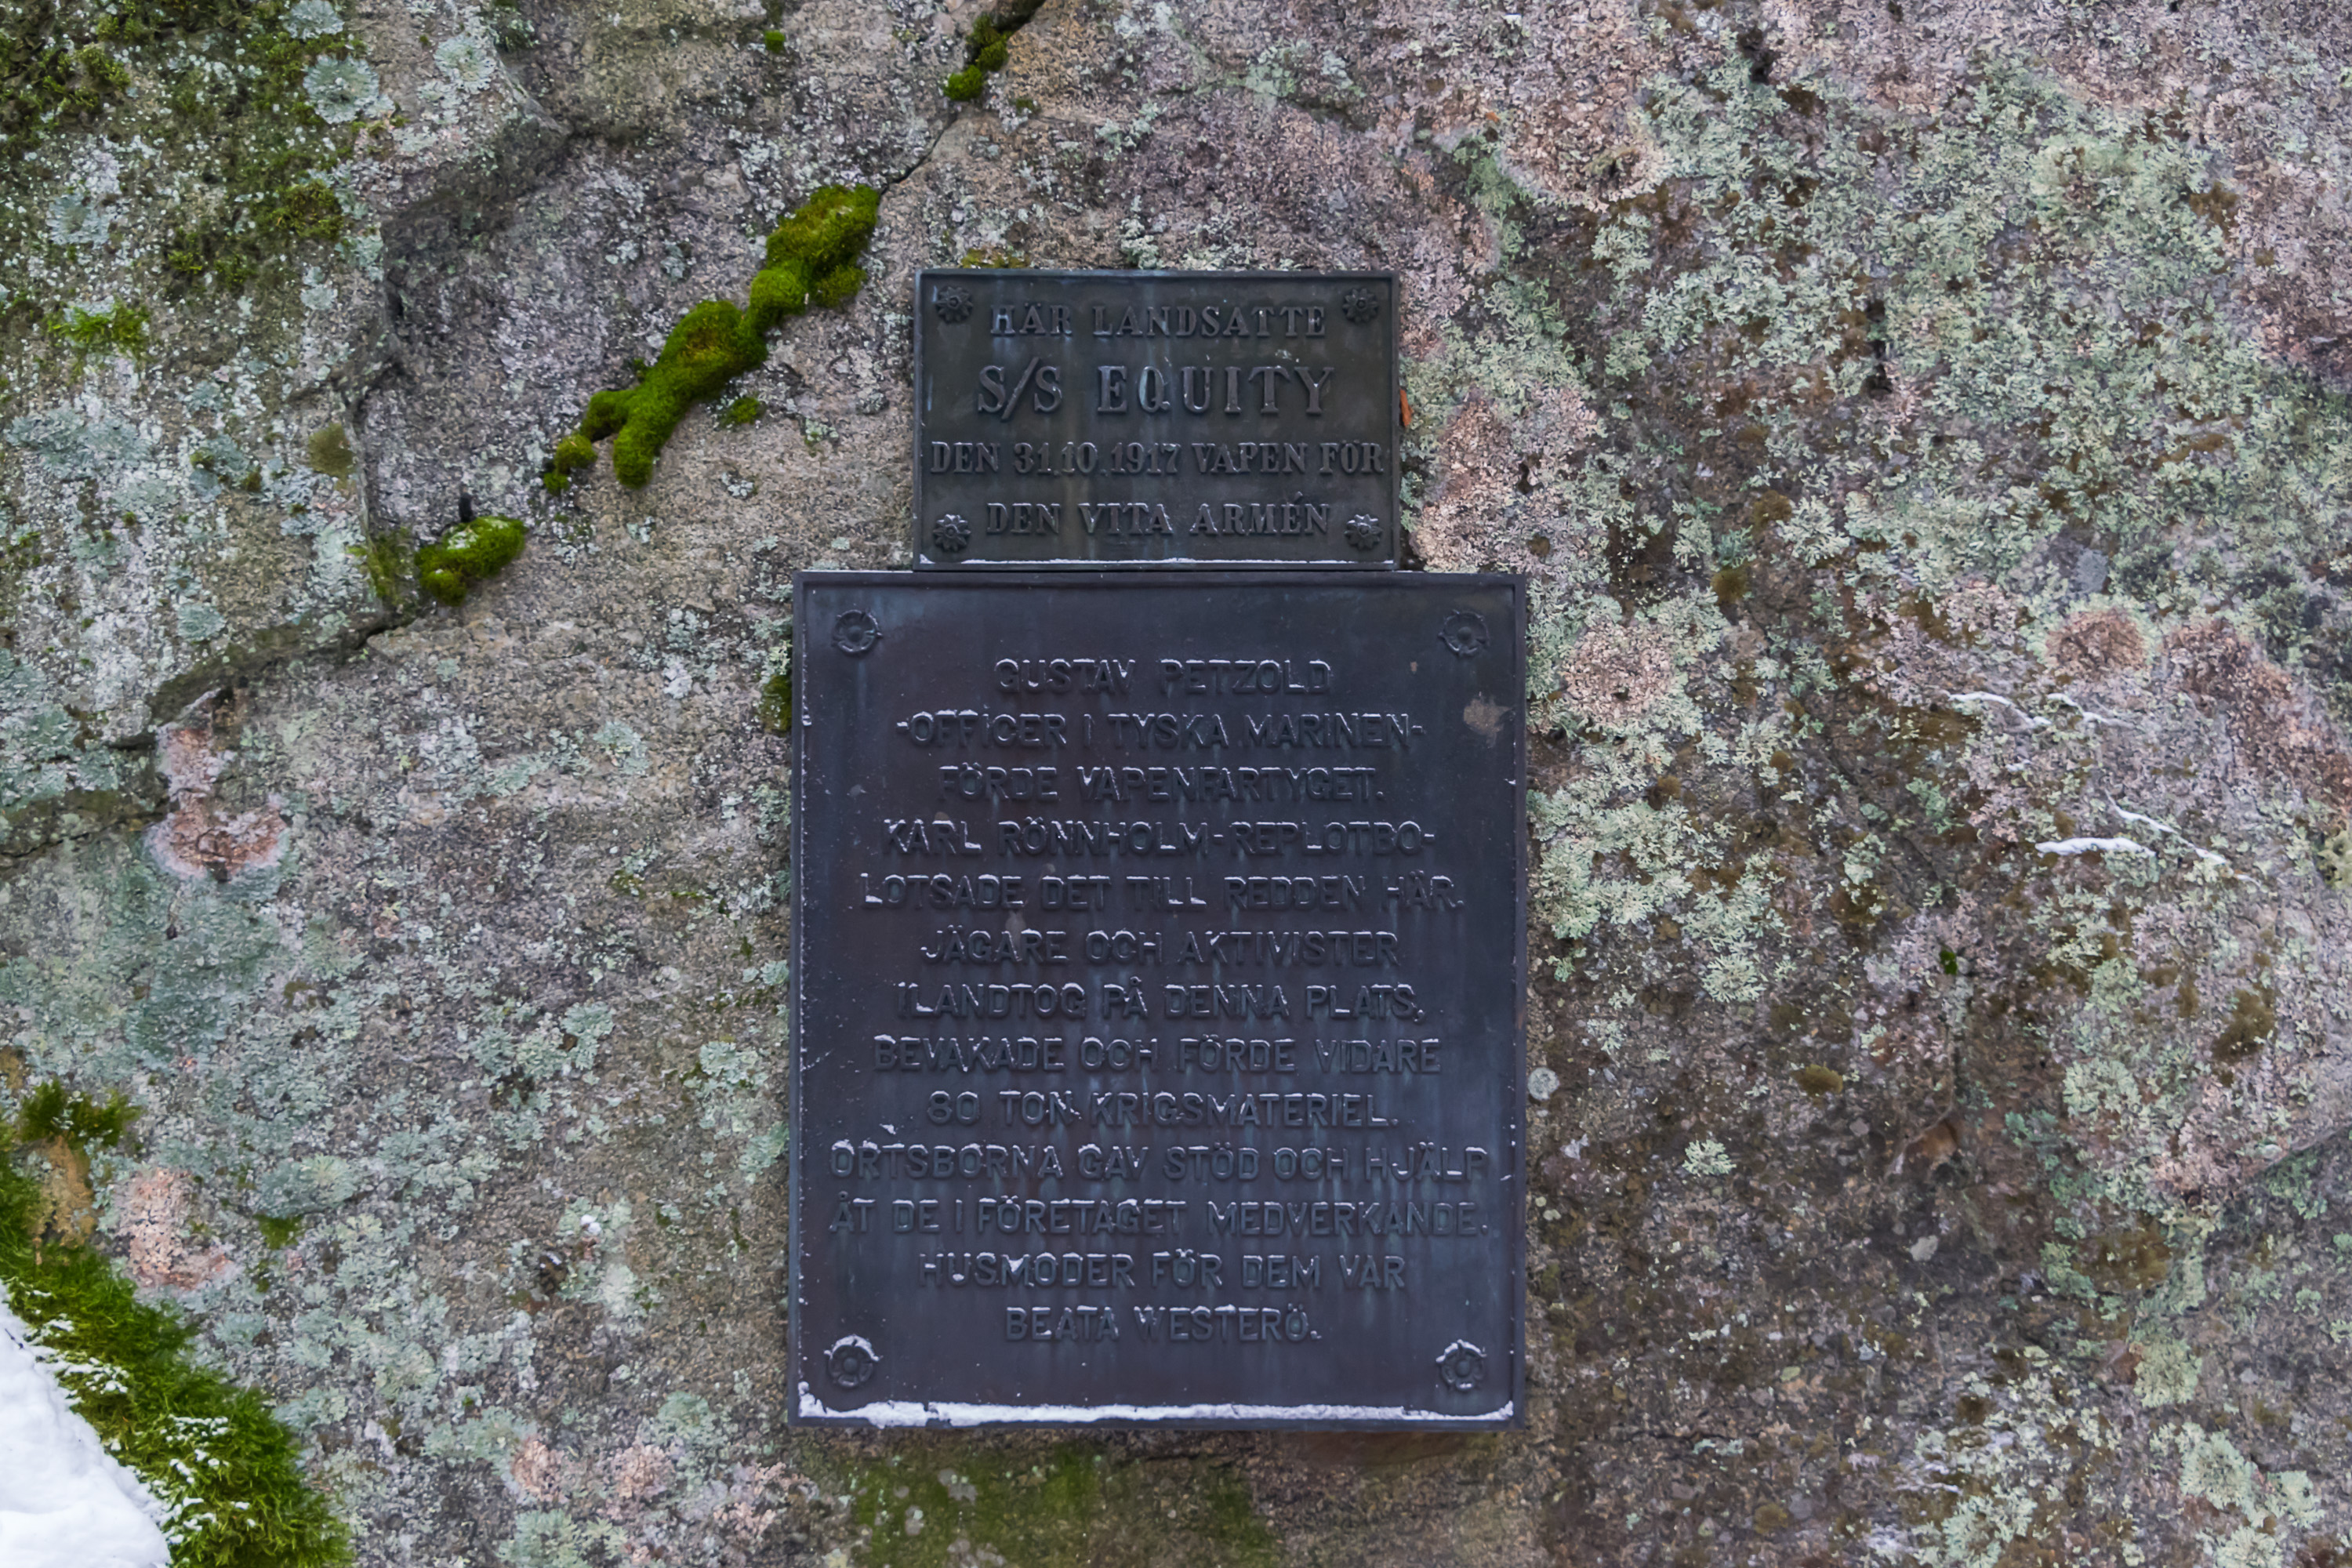 HÄR LANDSATTE
S/S EQUITY
DEN 31.10.1917 VAPEN FÖR
DEN VITA ARMÉN
GUSTAV PETZOLD
-OFFICER I TYSKA MARINEN-
FÖRDE VAPENFARTYGET.
KARL RÖNNHOLM-REPLOTBO-
LOTSADE DET TILL REDDEN HÄR.
JÄGARE OCH AKTIVISTER
ILANDTOG PÅ DENNA PLATS,
BEVAKADE OCH FÖRDE VIDARE
80 TON KRIGSMATERIEL.
ORTSBORNA GAV STÖD OCH HJÄLP
ÅT DE I FÖRETAGET MEDVERKANDE.
HUSMODER FÖR DEM VAR
BEATA WESTERÖ.